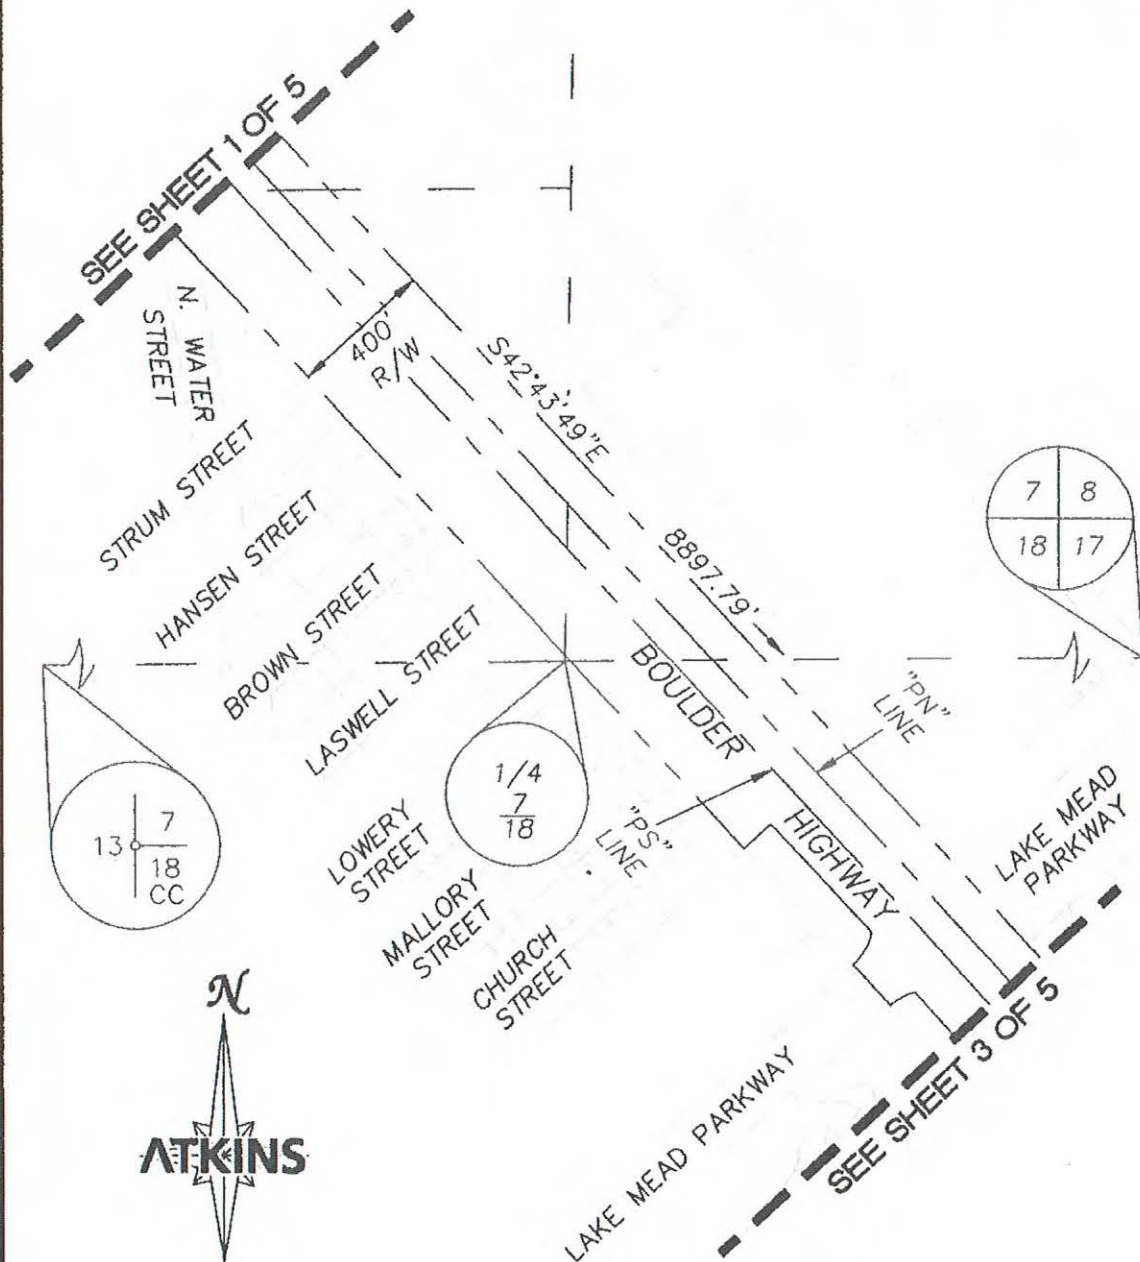 SEE SHEET 1 OF 5
N. WATER
STREET
400'
R/W
S42°43'49"E
8897.79'
STRUM STREET
HANSEN STREET
BROWN STREET
LASWELL STREET
LOWERY
STREET
MALLORY
STREET
CHURCH
STREET
7 8
18 17
BOULDER
HIGHWAY
"PN"
LINE
"PS"
LINE
1/4
7
18
13 7
18
CC
LAKE MEAD
PARKWAY
LAKE MEAD PARKWAY
SEE SHEET 3 OF 5
N
ATKINS